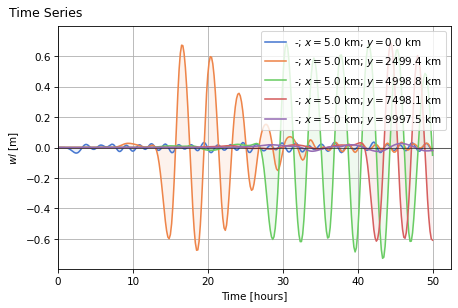 Time Series
-; x = 5.0 km; y = 0.0 km
-; x = 5.0 km; y = 2499.4 km
-; x = 5.0 km; y = 4998.8 km
-; x = 5.0 km; y = 7498.1 km
-; x = 5.0 km; y = 9997.5 km
0.6
0.4
0.2
0.0
−0.2
−0.4
−0.6
wl [m]
0 10 20 30 40 50
Time [hours]